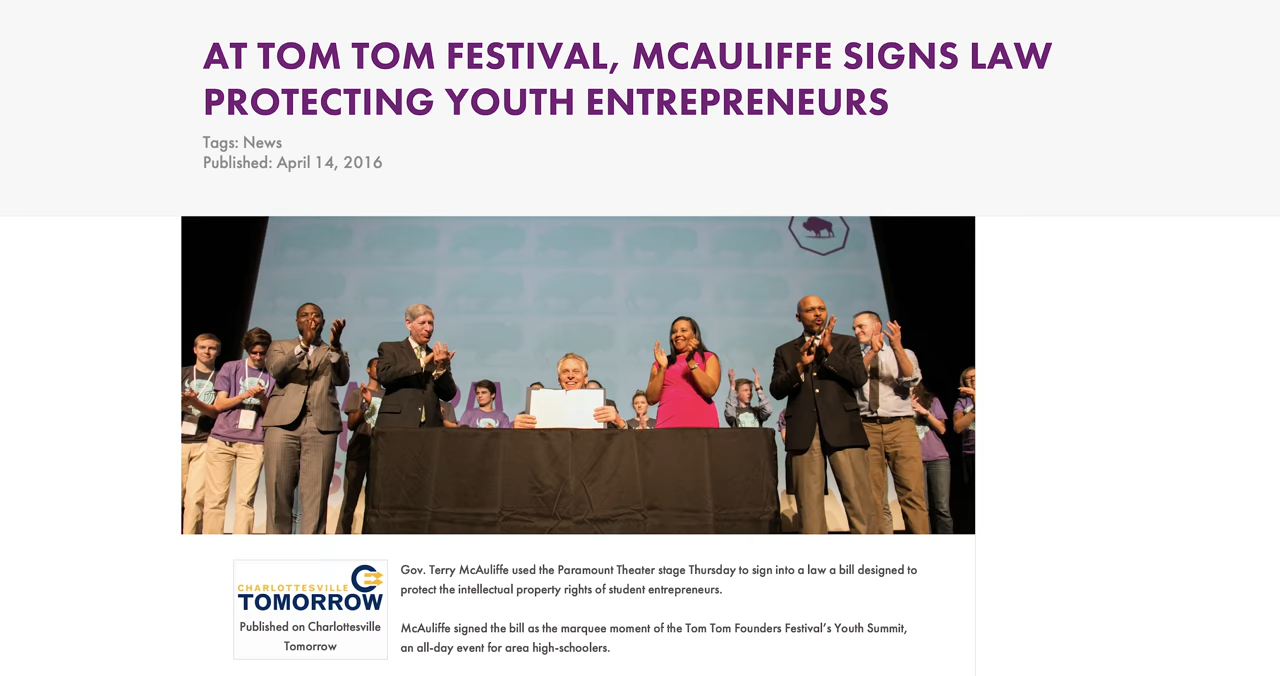 AT TOM TOM FESTIVAL, MCAULIFFE SIGNS LAW
PROTECTING YOUTH ENTREPRENEURS
Tags: News
Published: April 14, 2016
CHARLOTTESVILLE
TOMORROW
Published on Charlottesville
Tomorrow
Gov. Terry McAuliffe used the Paramount Theater stage Thursday to sign into a law a bill designed to
protect the intellectual property rights of student entrepreneurs.
McAuliffe signed the bill as the marquee moment of the Tom Tom Founders Festival’s Youth Summit,
an all-day event for area high-schoolers.